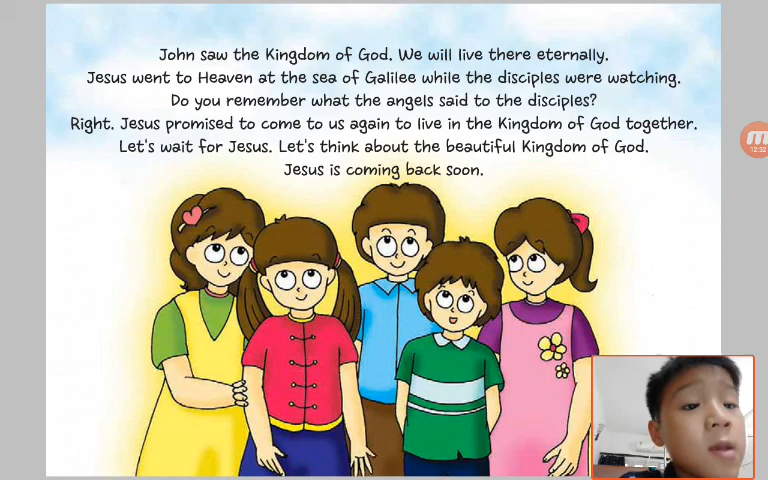 John saw the Kingdom of God. We will live there eternally.
Jesus went to Heaven at the sea of Galilee while the disciples were watching.
Do you remember what the angels said to the disciples?
Right. Jesus promised to come to us again to live in the Kingdom of God together.
Let's wait for Jesus. Let's think about the beautiful Kingdom of God.
Jesus is coming back soon.
12:52